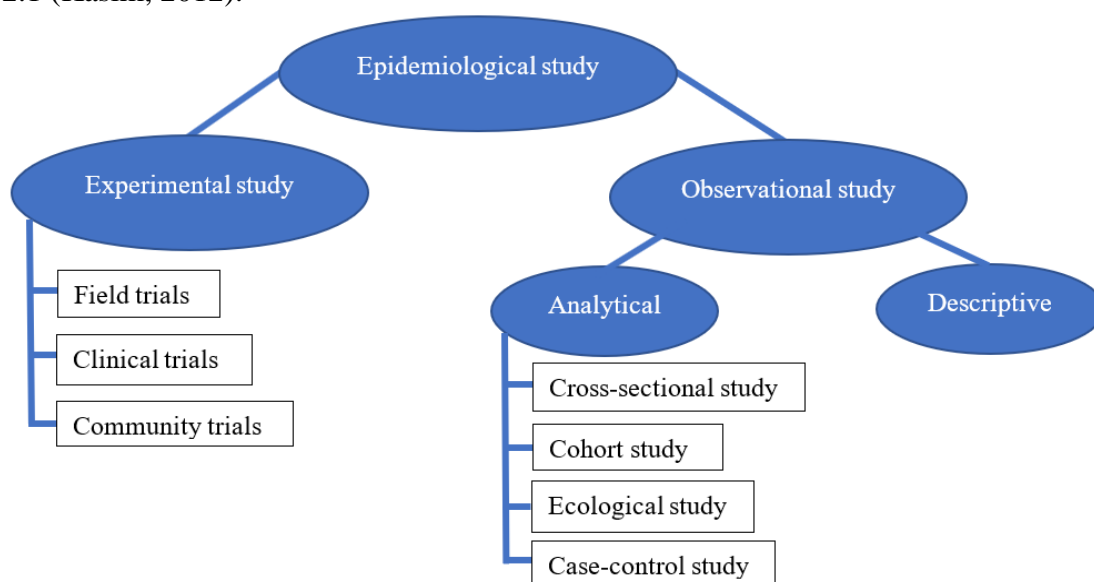 Epidemiological study
Experimental study
Observational study
Field trials
Clinical trials
Community trials
Analytical
Descriptive
Cross-sectional study
Cohort study
Ecological study
Case-control study